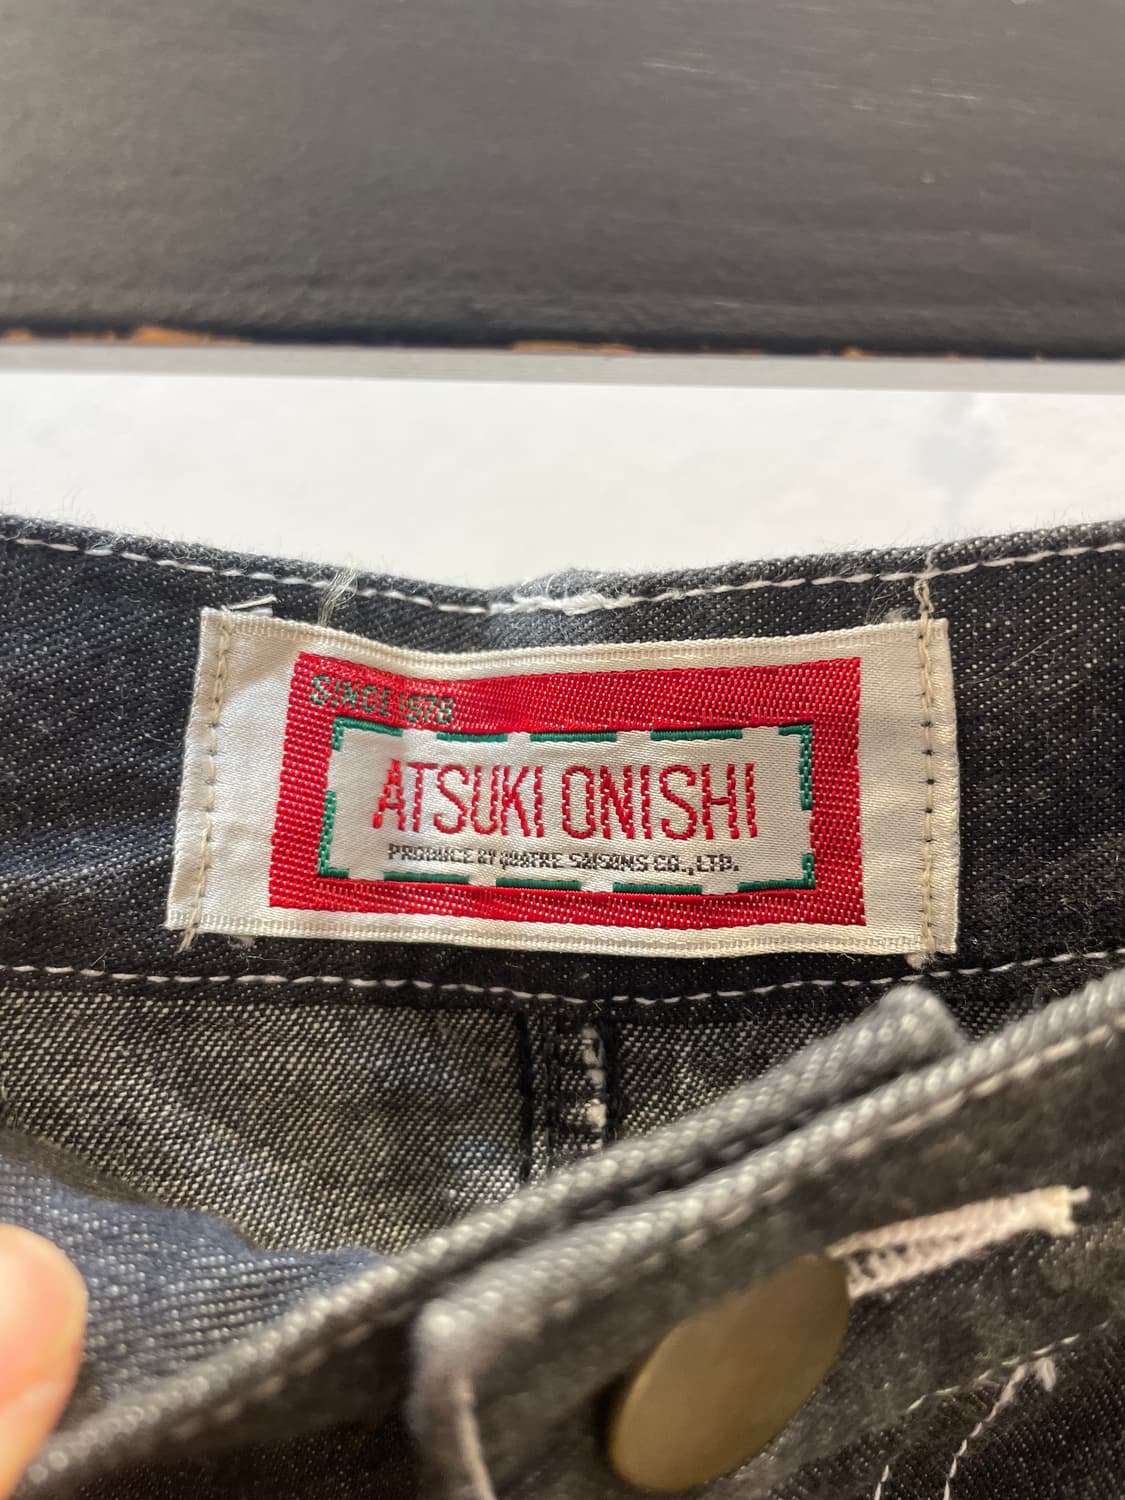 SINCE 1978
ATSUKI ONISHI
PRODUCE BY QUATRE SAISONS CO.,LTD.